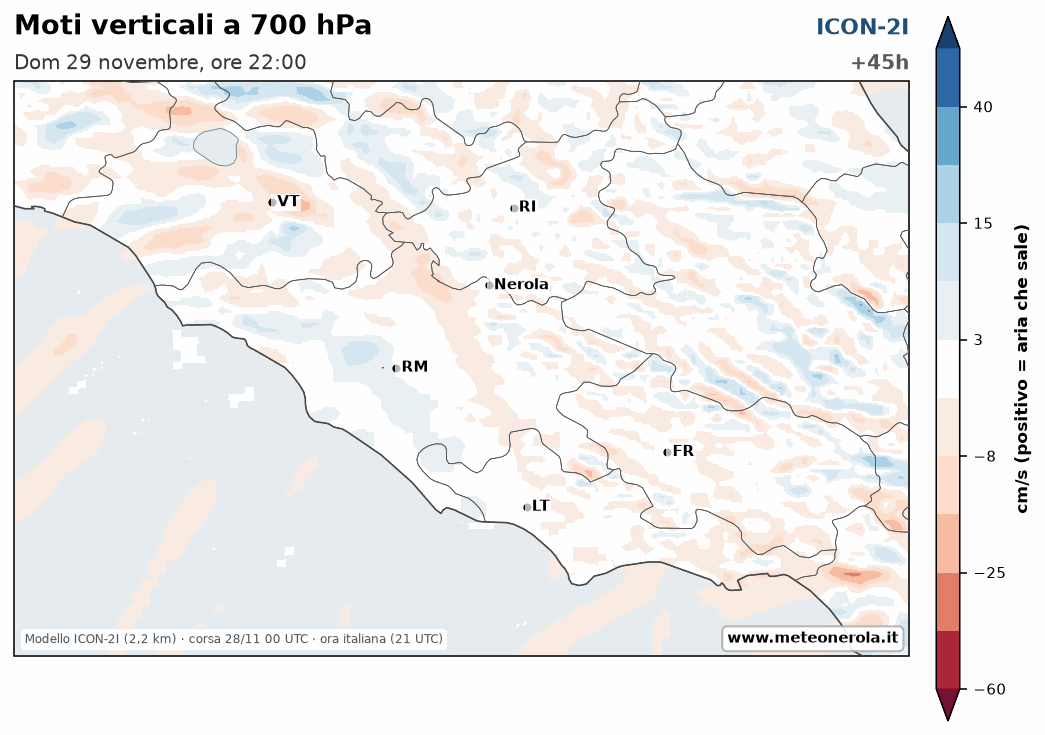 Moti verticali a 700 hPa
ICON-2I
Dom 29 novembre, ore 22:00
+45h
40
15
3
−8
−25
−60
cm/s (positivo = aria che sale)
VT
RI
Nerola
RM
FR
LT
Modello ICON-2I (2,2 km) · corsa 28/11 00 UTC · ora italiana (21 UTC)
www.meteonerola.it